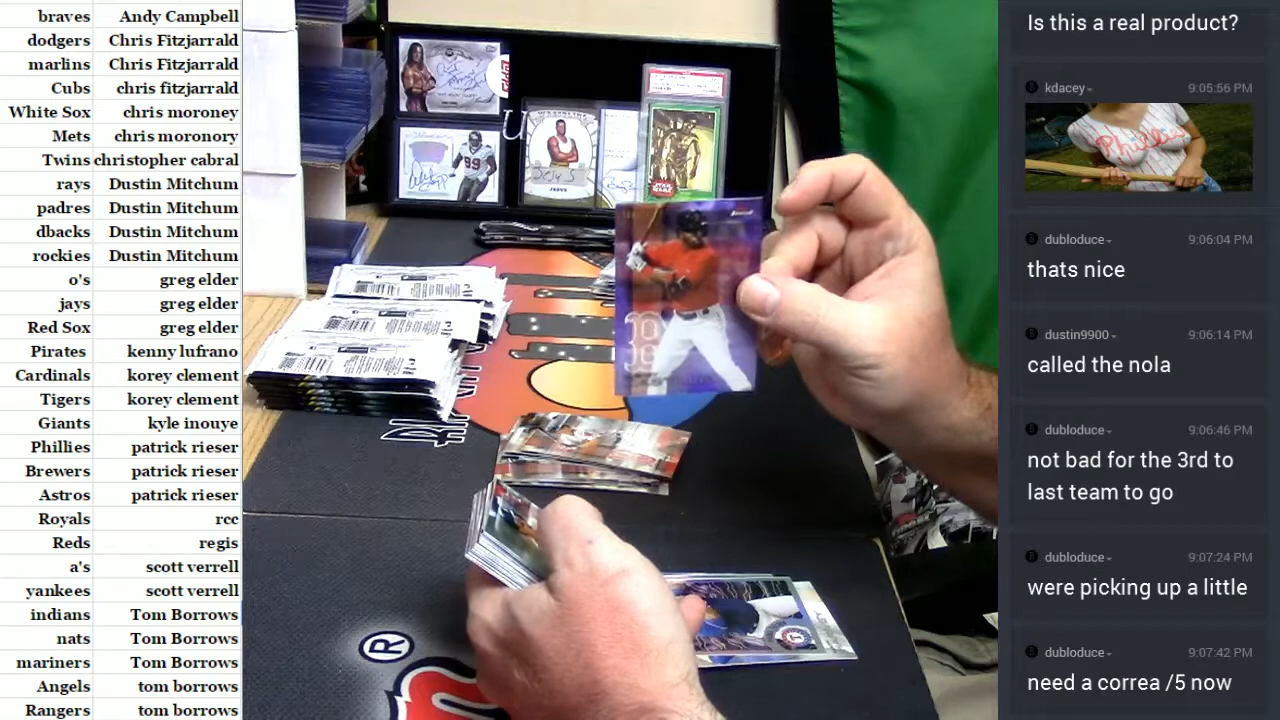 braves Andy Campbell
dodgers Chris Fitzjarrald
marlins Chris Fitzjarrald
Cubs chris fitzjarrald
White Sox chris moroney
Mets chris moronory
Twins christopher cabral
rays Dustin Mitchum
padres Dustin Mitchum
dbacks Dustin Mitchum
rockies Dustin Mitchum
o's greg elder
jays greg elder
Red Sox greg elder
Pirates kenny lufrano
Cardinals korey clement
Tigers korey clement
Giants kyle inouye
Phillies patrick rieser
Brewers patrick rieser
Astros patrick rieser
Royals rcc
Reds regis
a's scott verrell
yankees scott verrell
indians Tom Borrows
nats Tom Borrows
mariners Tom Borrows
Angels tom borrows
Rangers tom borrows
WRESTLING
STAR WARS
99
®
Is this a real product?
kdacey 9:05:56 PM
Phillies
dubloduce 9:06:04 PM
thats nice
dustin9900 9:06:14 PM
called the nola
dubloduce 9:06:46 PM
not bad for the 3rd to
last team to go
dubloduce 9:07:24 PM
were picking up a little
dubloduce 9:07:42 PM
need a correa /5 now